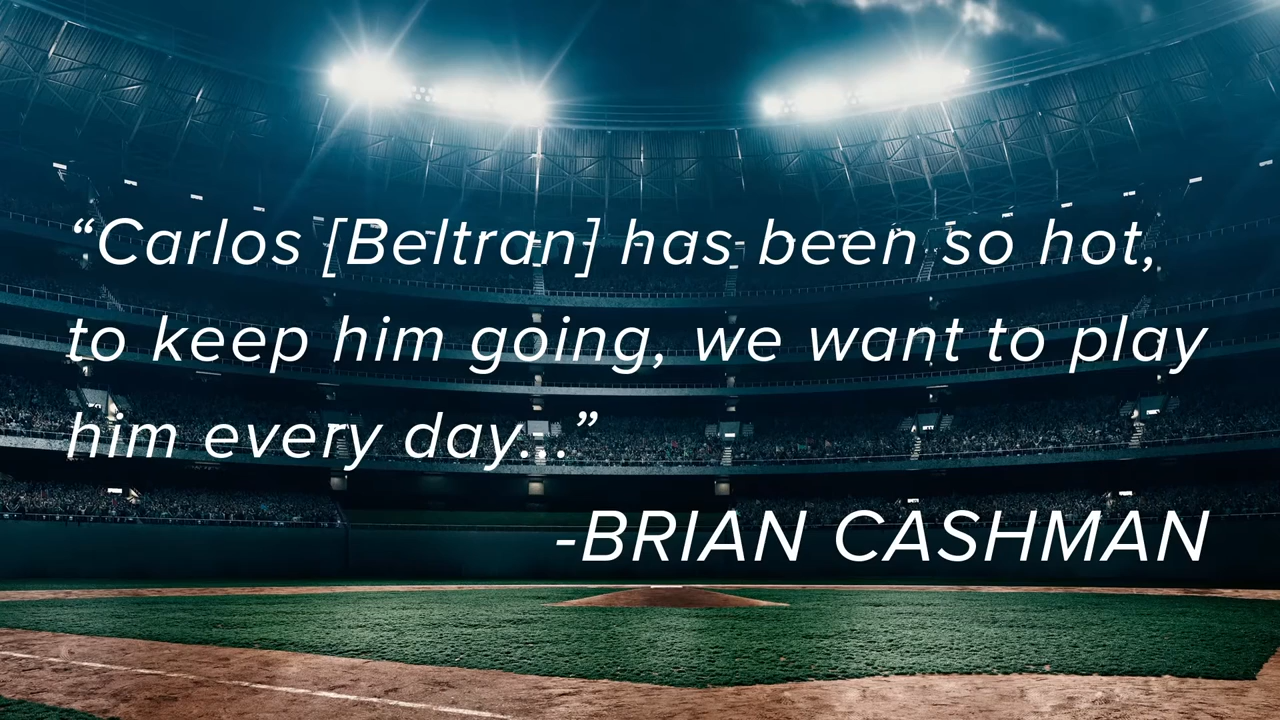 “Carlos [Beltran] has been so hot,
to keep him going, we want to play
him every day...”
-BRIAN CASHMAN